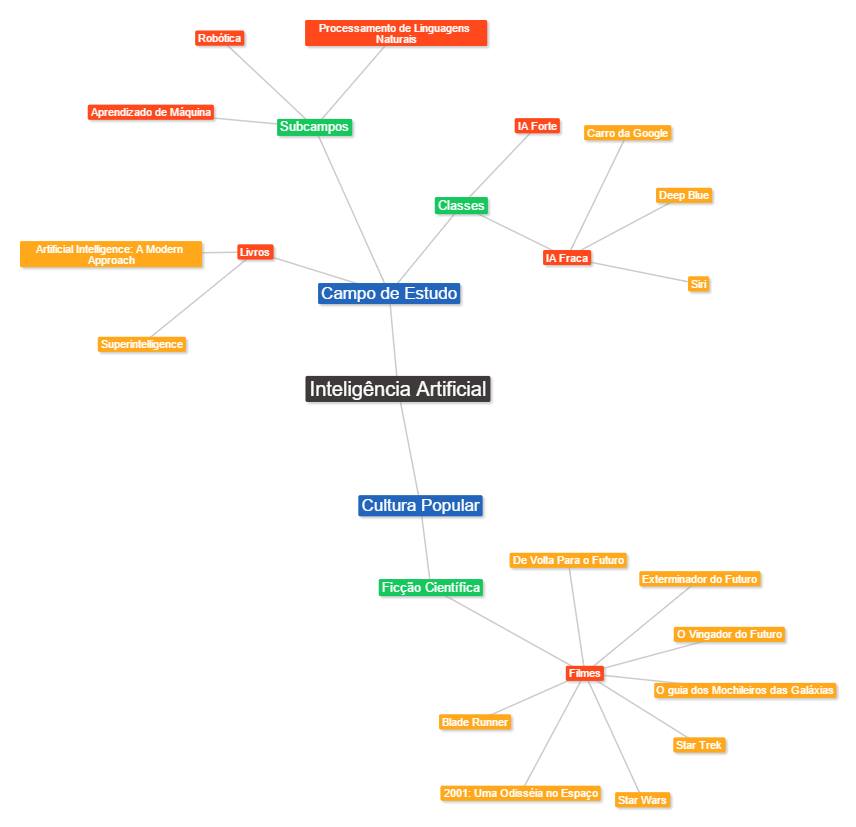 Processamento de Linguagens
Naturais
Robótica
Aprendizado de Máquina
Subcampos
IA Forte
Carro da Google
Deep Blue
Classes
Artificial Intelligence: A Modern
Approach
Livros
IA Fraca
Siri
Campo de Estudo
Superintelligence
Inteligência Artificial
Cultura Popular
De Volta Para o Futuro
Exterminador do Futuro
Ficção Científica
O Vingador do Futuro
Filmes
O guia dos Mochileiros das Galáxias
Blade Runner
Star Trek
2001: Uma Odisséia no Espaço
Star Wars